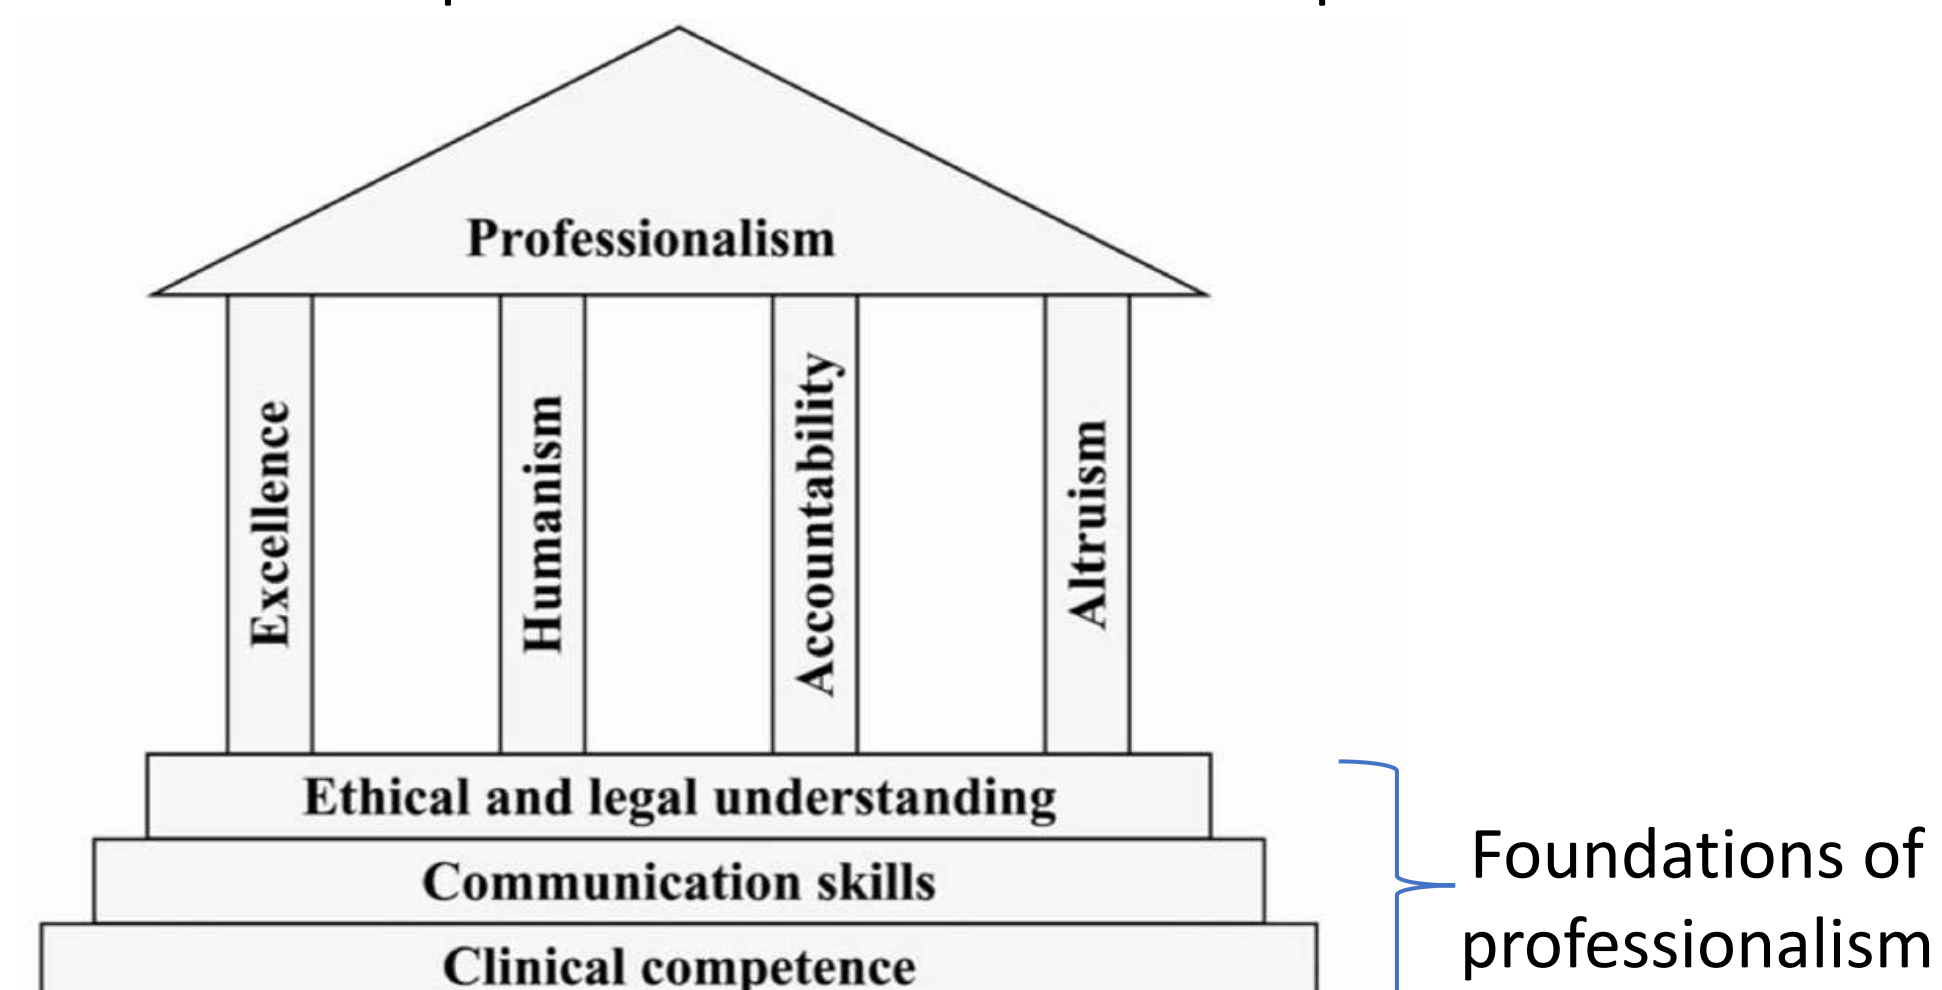 Professionalism
Excellence
Humanism
Accountability
Altruism
Ethical and legal understanding
Communication skills
Clinical competence
Foundations of
professionalism